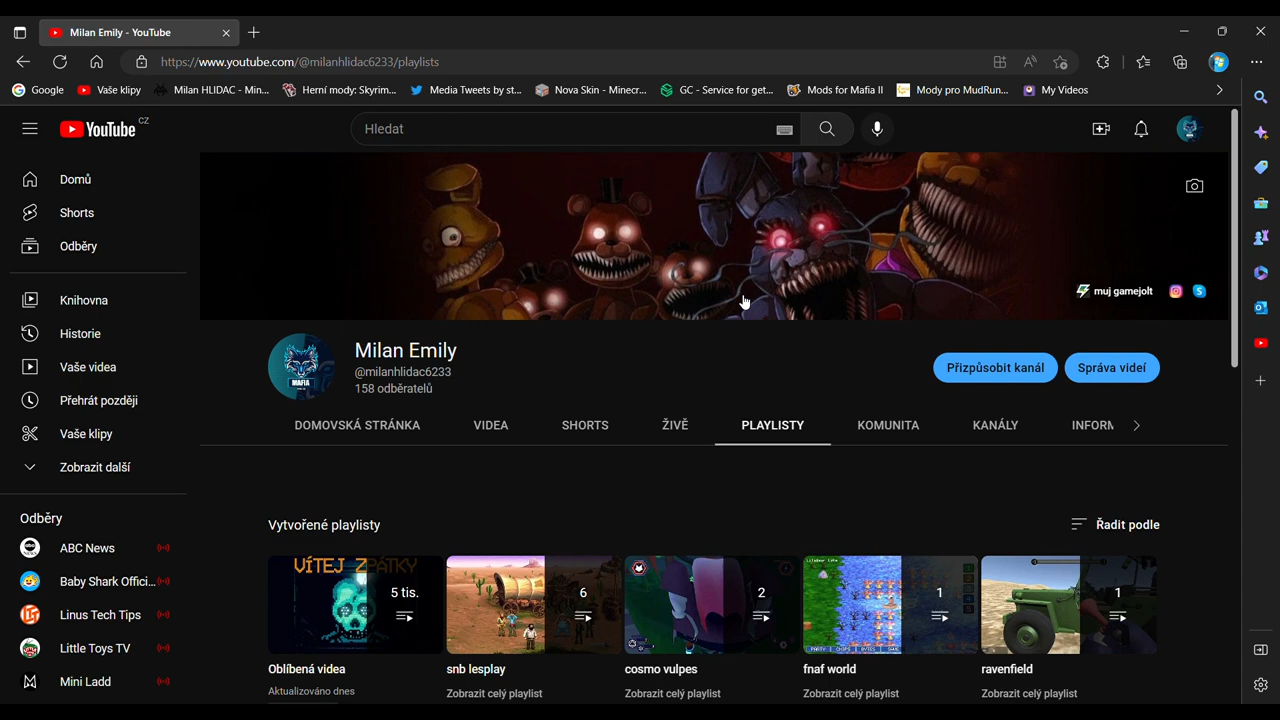 Milan Emily - YouTube
https://www.youtube.com/@milanhlidac6233/playlists
Google
Vaše klipy
Milan HLIDAC - Min...
Herní mody: Skyrim...
Media Tweets by st...
Nova Skin - Minecr...
GC - Service for get...
Mods for Mafia II
Mody pro MudRun...
My Videos
YouTube CZ
Hledat
Domů
Shorts
Odběry
Knihovna
Historie
Vaše videa
Přehrát později
Vaše klipy
Zobrazit další
Odběry
ABC News
Baby Shark Offici...
Linus Tech Tips
Little Toys TV
Mini Ladd
muj gamejolt
MAFIA
Milan Emily
@milanhlidac6233
158 odběratelů
Přizpůsobit kanál
Správa videí
DOMOVSKÁ STRÁNKA
VIDEA
SHORTS
ŽIVĚ
PLAYLISTY
KOMUNITA
KANÁLY
INFORM
Vytvořené playlisty
Řadit podle
VÍTEJ ZPÁTKY
5 tis.
6
2
1
1
Oblíbená videa
snb lesplay
cosmo vulpes
fnaf world
ravenfield
Aktualizováno dnes
Zobrazit celý playlist
Zobrazit celý playlist
Zobrazit celý playlist
Zobrazit celý playlist